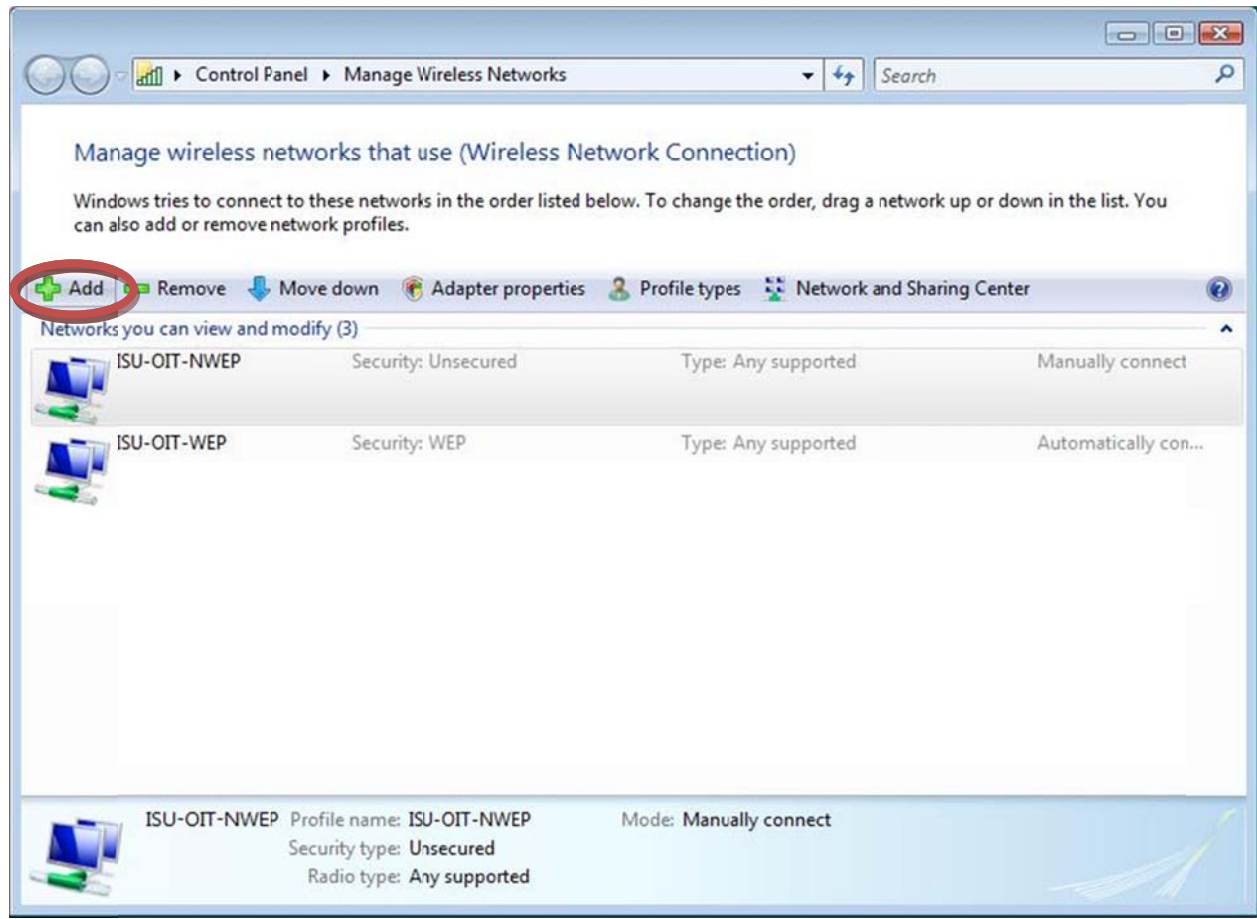 Control Panel Manage Wireless Networks Search
Manage wireless networks that use (Wireless Network Connection)
Windows tries to connect to these networks in the order listed below. To change the order, drag a network up or down in the list. You
can also add or remove network profiles.
Add Remove Move down Adapter properties Profile types Network and Sharing Center
Networks you can view and modify (3)
ISU-OIT-NWEP Security: Unsecured Type: Any supported Manually connect
ISU-OIT-WEP Security: WEP Type: Any supported Automatically con...
ISU-OIT-NWEP Profile name: ISU-OIT-NWEP Mode: Manually connect
Security type: Unsecured
Radio type: Any supported